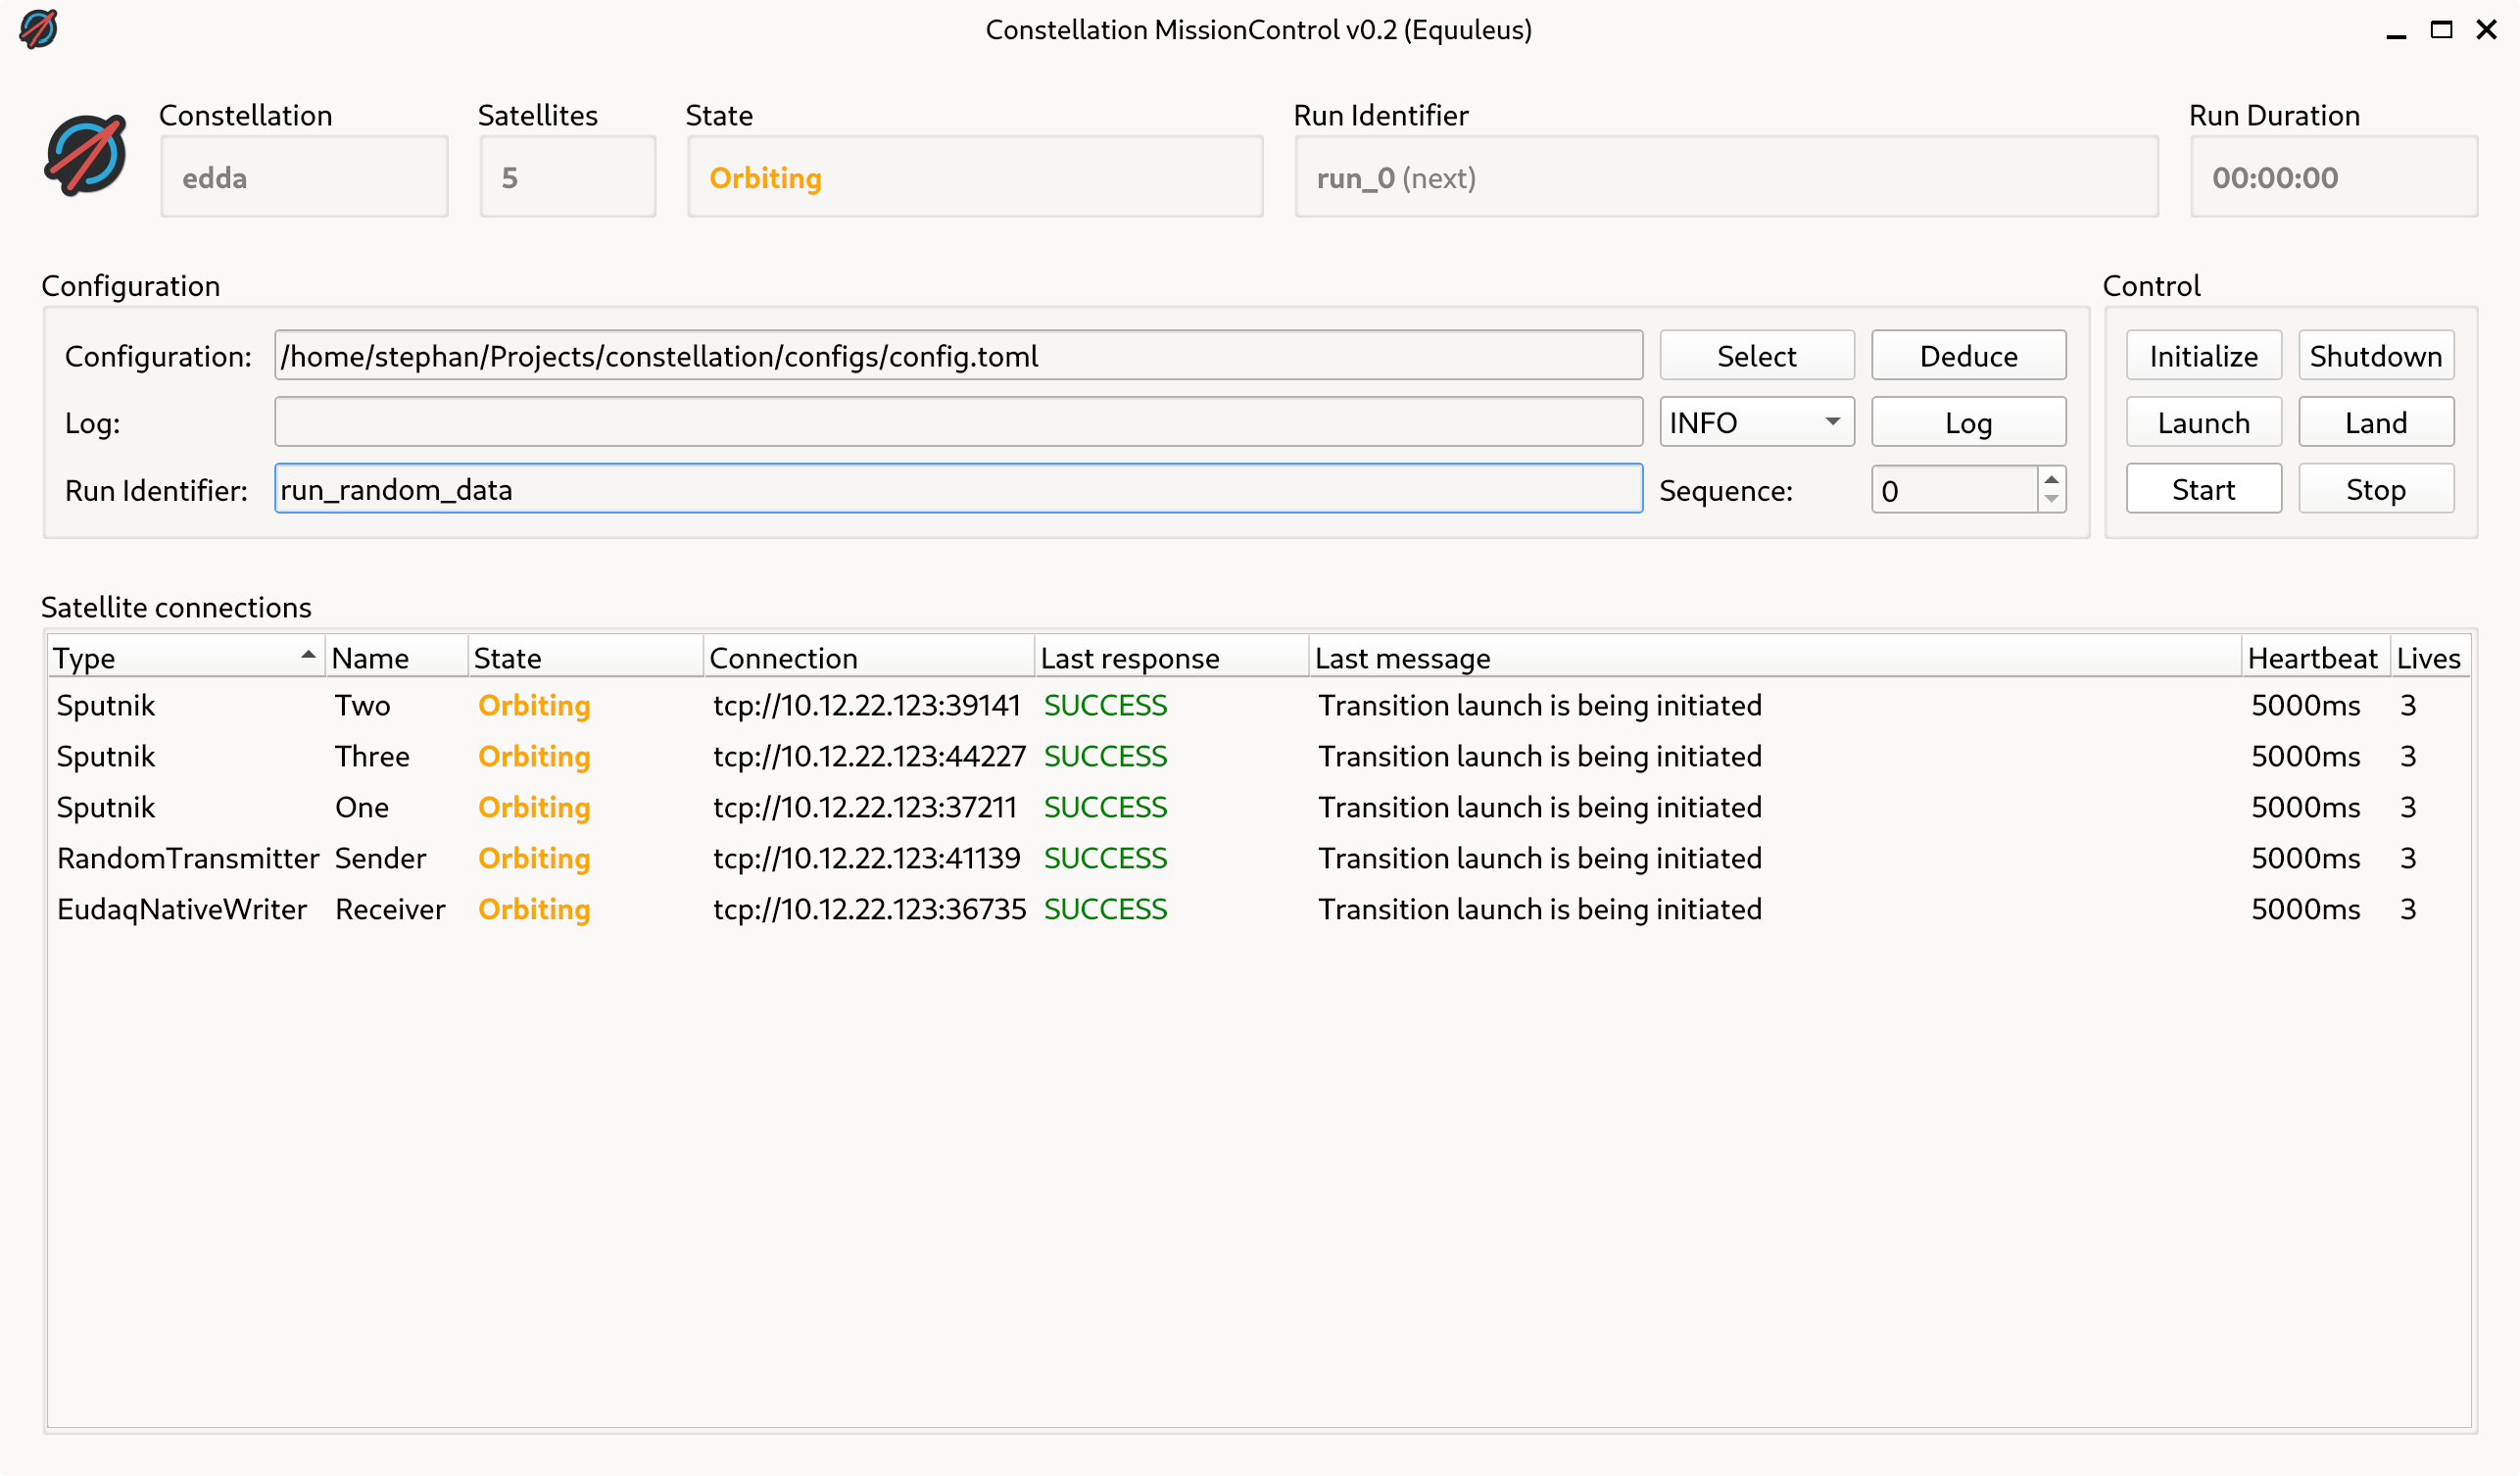 Constellation MissionControl v0.2 (Equuleus)
Constellation Satellites State Run Identifier Run Duration
edda 5 Orbiting run_0 (next) 00:00:00
Configuration Control
Configuration: /home/stephan/Projects/constellation/configs/config.toml Select Deduce Initialize Shutdown
Log: INFO Log Launch Land
Run Identifier: run_random_data Sequence: 0 Start Stop
Satellite connections
Type Name State Connection Last response Last message Heartbeat Lives
Sputnik Two Orbiting tcp://10.12.22.123:39141 SUCCESS Transition launch is being initiated 5000ms 3
Sputnik Three Orbiting tcp://10.12.22.123:44227 SUCCESS Transition launch is being initiated 5000ms 3
Sputnik One Orbiting tcp://10.12.22.123:37211 SUCCESS Transition launch is being initiated 5000ms 3
RandomTransmitter Sender Orbiting tcp://10.12.22.123:41139 SUCCESS Transition launch is being initiated 5000ms 3
EudaqNativeWriter Receiver Orbiting tcp://10.12.22.123:36735 SUCCESS Transition launch is being initiated 5000ms 3